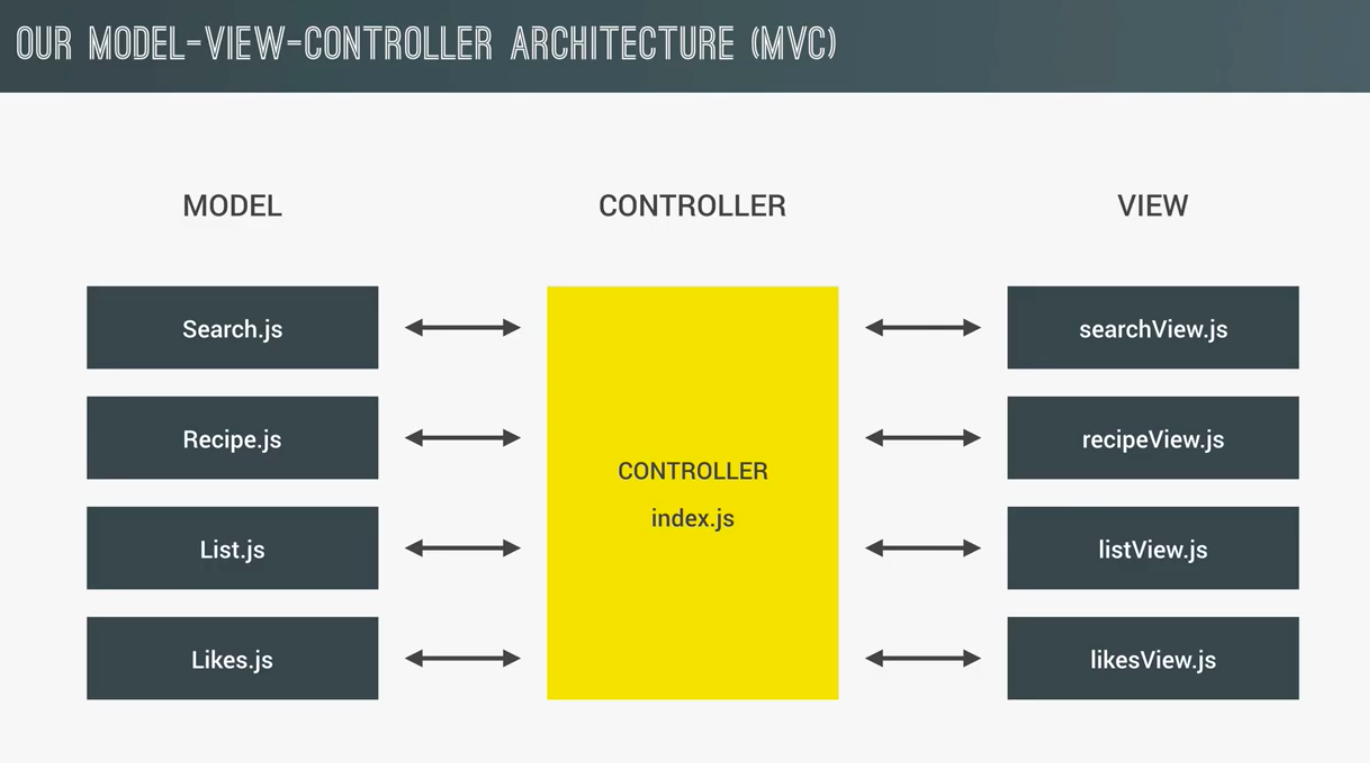 OUR MODEL-VIEW-CONTROLLER ARCHITECTURE (MVC)
MODEL
CONTROLLER
VIEW
Search.js
searchView.js
Recipe.js
recipeView.js
CONTROLLER
index.js
List.js
listView.js
Likes.js
likesView.js